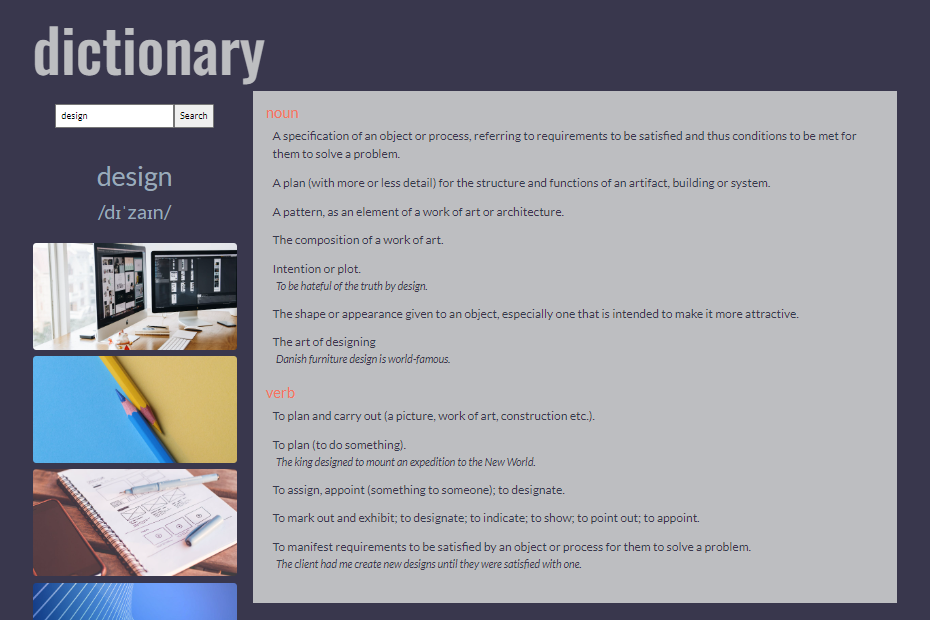 dictionary
design
Search
design
/dɪˈzaɪn/
noun
A specification of an object or process, referring to requirements to be satisfied and thus conditions to be met for
them to solve a problem.
A plan (with more or less detail) for the structure and functions of an artifact, building or system.
A pattern, as an element of a work of art or architecture.
The composition of a work of art.
Intention or plot.
To be hateful of the truth by design.
The shape or appearance given to an object, especially one that is intended to make it more attractive.
The art of designing
Danish furniture design is world-famous.
verb
To plan and carry out (a picture, work of art, construction etc.).
To plan (to do something).
The king designed to mount an expedition to the New World.
To assign, appoint (something to someone); to designate.
To mark out and exhibit; to designate; to indicate; to show; to point out; to appoint.
To manifest requirements to be satisfied by an object or process for them to solve a problem.
The client had me create new designs until they were satisfied with one.